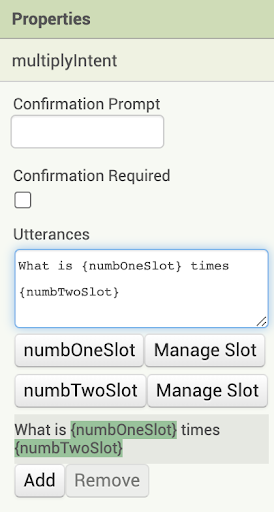 Properties
multiplyIntent
Confirmation Prompt
Confirmation Required
Utterances
What is {numbOneSlot} times
{numbTwoSlot}
numbOneSlot Manage Slot
numbTwoSlot Manage Slot
What is {numbOneSlot} times
{numbTwoSlot}
Add Remove